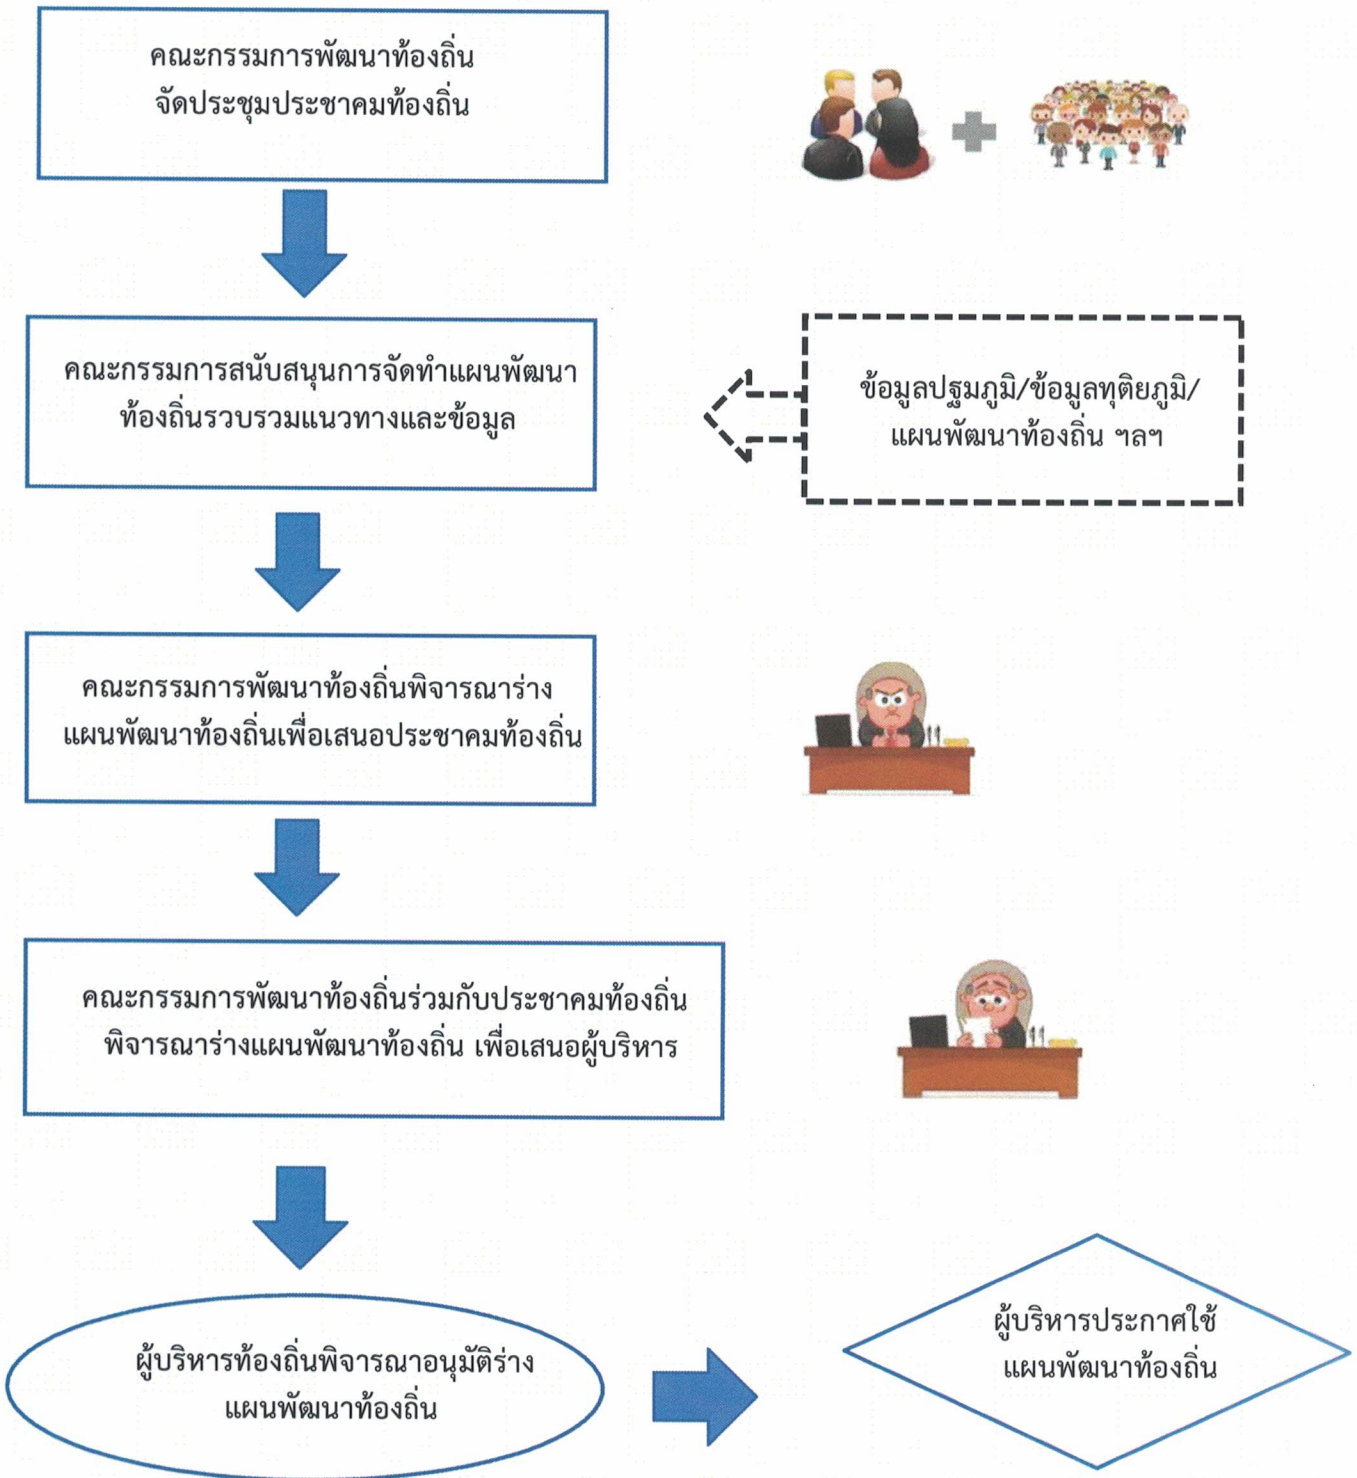 คณะกรรมการพัฒนาท้องถิ่น
จัดประชุมประชาคมท้องถิ่น
คณะกรรมการสนับสนุนการจัดทำแผนพัฒนา
ท้องถิ่นรวบรวมแนวทางและข้อมูล
ข้อมูลปฐมภูมิ/ข้อมูลทุติยภูมิ/
แผนพัฒนาท้องถิ่น ฯลฯ
คณะกรรมการพัฒนาท้องถิ่นพิจารณาร่าง
แผนพัฒนาท้องถิ่นเพื่อเสนอประชาคมท้องถิ่น
คณะกรรมการพัฒนาท้องถิ่นร่วมกับประชาคมท้องถิ่น
พิจารณาร่างแผนพัฒนาท้องถิ่น เพื่อเสนอผู้บริหาร
ผู้บริหารท้องถิ่นพิจารณาอนุมัติร่าง
แผนพัฒนาท้องถิ่น
ผู้บริหารประกาศใช้
แผนพัฒนาท้องถิ่น